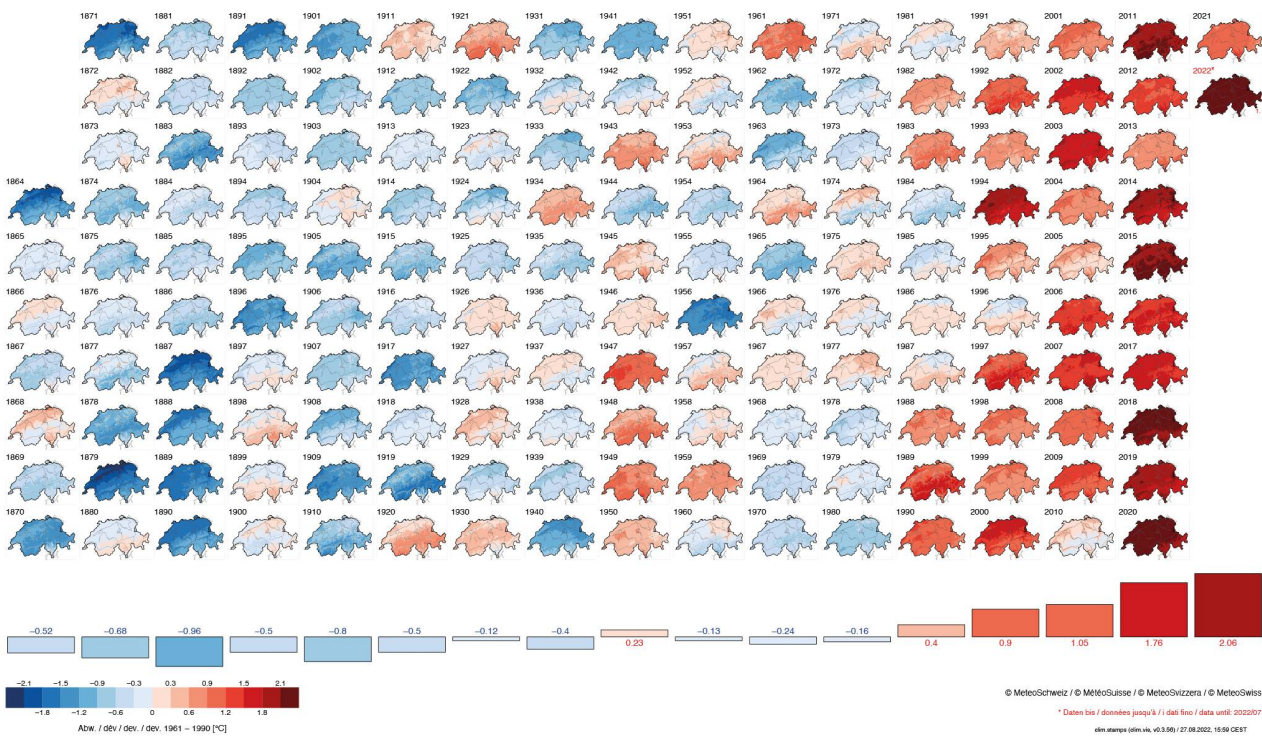 1871 1881 1891 1901 1911 1921 1931 1941 1951 1961 1971 1981 1991 2001 2011 2021
1872 1882 1892 1902 1912 1922 1932 1942 1952 1962 1972 1982 1992 2002 2012 2022*
1873 1883 1893 1903 1913 1923 1933 1943 1953 1963 1973 1983 1993 2003 2013
1864 1874 1884 1894 1904 1914 1924 1934 1944 1954 1964 1974 1984 1994 2004 2014
1865 1875 1885 1895 1905 1915 1925 1935 1945 1955 1965 1975 1985 1995 2005 2015
1866 1876 1886 1896 1906 1916 1926 1936 1946 1956 1966 1976 1986 1996 2006 2016
1867 1877 1887 1897 1907 1917 1927 1937 1947 1957 1967 1977 1987 1997 2007 2017
1868 1878 1888 1898 1908 1918 1928 1938 1948 1958 1968 1978 1988 1998 2008 2018
1869 1879 1889 1899 1909 1919 1929 1939 1949 1959 1969 1979 1989 1999 2009 2019
1870 1880 1890 1900 1910 1920 1930 1940 1950 1960 1970 1980 1990 2000 2010 2020
−0.52 −0.68 −0.96 −0.5 −0.8 −0.5 −0.12 −0.4 0.23 −0.13 −0.24 −0.16 0.4 0.9 1.05 1.76 2.06
−2.1 −1.5 −0.9 −0.3 0.3 0.9 1.5 2.1
−1.8 −1.2 −0.6 0 0.6 1.2 1.8
Abw. / dév / dev. / dev. 1961 – 1990 [°C]
© MeteoSchweiz / © MétéoSuisse / © MeteoSvizzera / © MeteoSwiss
* Daten bis / données jusqu'à / i dati fino / data until: 2022/07
clim.stamps (clim.vis, v0.3.56) / 27.08.2022, 15:59 CEST